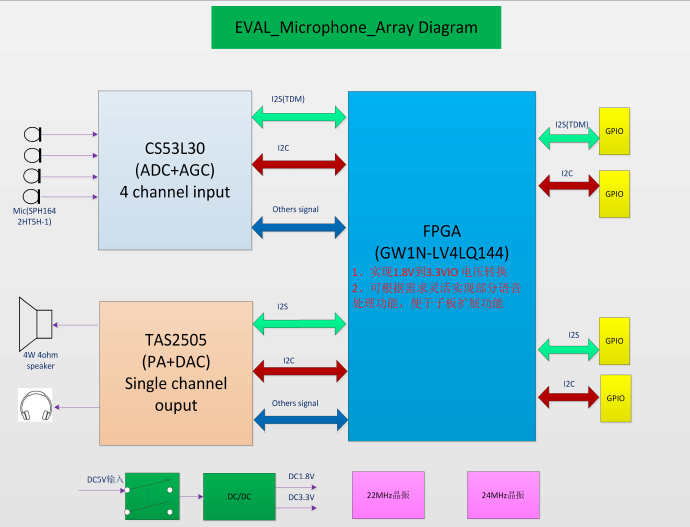 EVAL_Microphone_Array Diagram
I2S(TDM)
CS53L30
(ADC+AGC)
4 channel input
I2C
Others signal
Mic(SPH164
2HT5H-1)
FPGA
(GW1N-LV4LQ144)
1、实现1.8V到3.3VIO 电压转换
2、可根据需求灵活实现部分语音
处理功能，便于子板扩展功能
I2S(TDM)
GPIO
I2C
GPIO
4W 4ohm
speaker
TAS2505
(PA+DAC)
Single channel
ouput
I2S
I2C
Others signal
I2S
GPIO
I2C
GPIO
DC5V输入
DC/DC
DC1.8V
DC3.3V
22MHz晶振
24MHz晶振